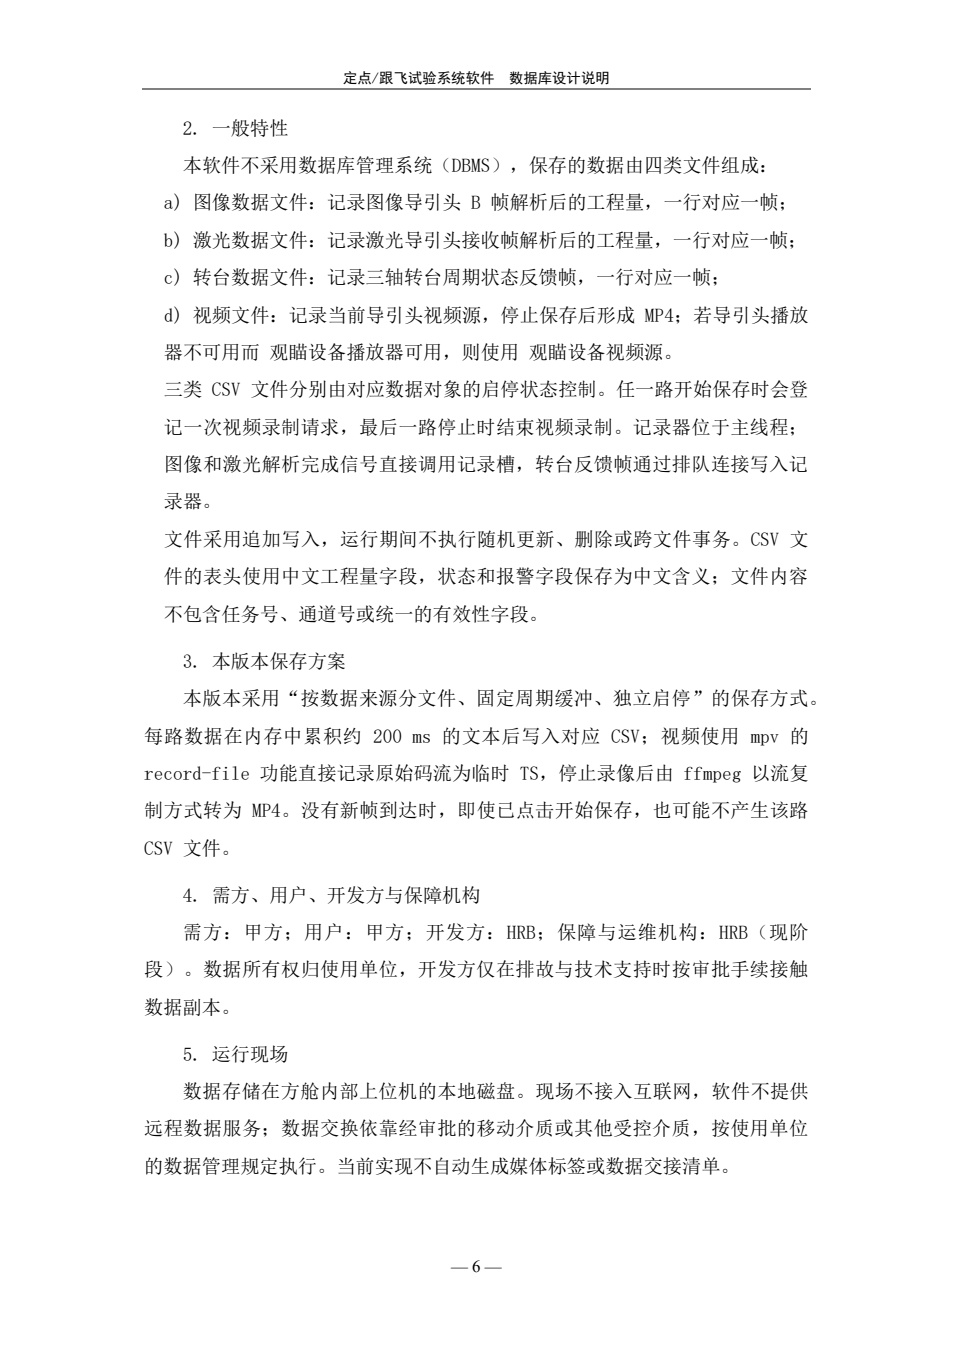 定点/跟飞试验系统软件　数据库设计说明
2. 一般特性
本软件不采用数据库管理系统（DBMS），保存的数据由四类文件组成：
a）图像数据文件：记录图像导引头 B 帧解析后的工程量，一行对应一帧；
b）激光数据文件：记录激光导引头接收帧解析后的工程量，一行对应一帧；
c）转台数据文件：记录三轴转台周期状态反馈帧，一行对应一帧；
d）视频文件：记录当前导引头视频源，停止保存后形成 MP4；若导引头播放
器不可用而 观瞄设备播放器可用，则使用 观瞄设备视频源。
三类 CSV 文件分别由对应数据对象的启停状态控制。任一路开始保存时会登
记一次视频录制请求，最后一路停止时结束视频录制。记录器位于主线程；
图像和激光解析完成信号直接调用记录槽，转台反馈帧通过排队连接写入记
录器。
文件采用追加写入，运行期间不执行随机更新、删除或跨文件事务。CSV 文
件的表头使用中文工程量字段，状态和报警字段保存为中文含义；文件内容
不包含任务号、通道号或统一的有效性字段。
3. 本版本保存方案
本版本采用“按数据来源分文件、固定周期缓冲、独立启停”的保存方式。
每路数据在内存中累积约 200 ms 的文本后写入对应 CSV；视频使用 mpv 的
record-file 功能直接记录原始码流为临时 TS，停止录像后由 ffmpeg 以流复
制方式转为 MP4。没有新帧到达时，即使已点击开始保存，也可能不产生该路
CSV 文件。
4. 需方、用户、开发方与保障机构
需方：甲方；用户：甲方；开发方：HRB；保障与运维机构：HRB（现阶
段）。数据所有权归使用单位，开发方仅在排故与技术支持时按审批手续接触
数据副本。
5. 运行现场
数据存储在方舱内部上位机的本地磁盘。现场不接入互联网，软件不提供
远程数据服务；数据交换依靠经审批的移动介质或其他受控介质，按使用单位
的数据管理规定执行。当前实现不自动生成媒体标签或数据交接清单。
— 6 —